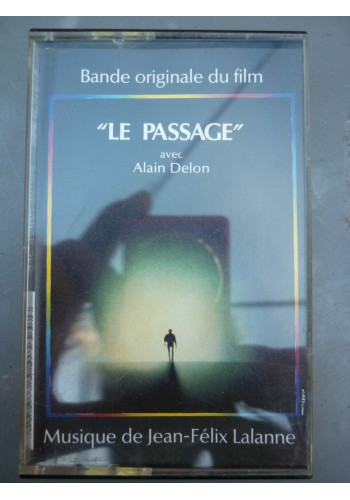 Bande originale du film
"LE PASSAGE"
avec
Alain Delon
Musique de Jean-Félix Lalanne